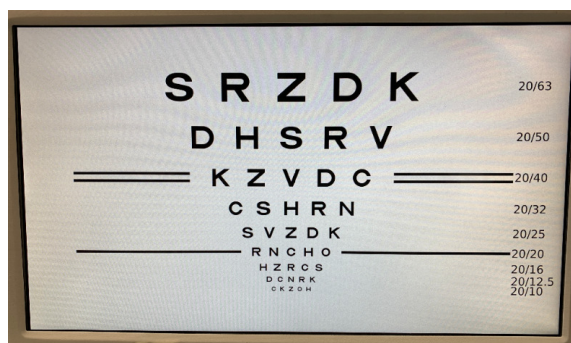 S R Z D K 20/63
D H S R V 20/50
K Z V D C 20/40
C S H R N 20/32
S V Z D K 20/25
R N C H O 20/20
H Z R C S 20/16
D C N R K 20/12.5
C K Z O H 20/10